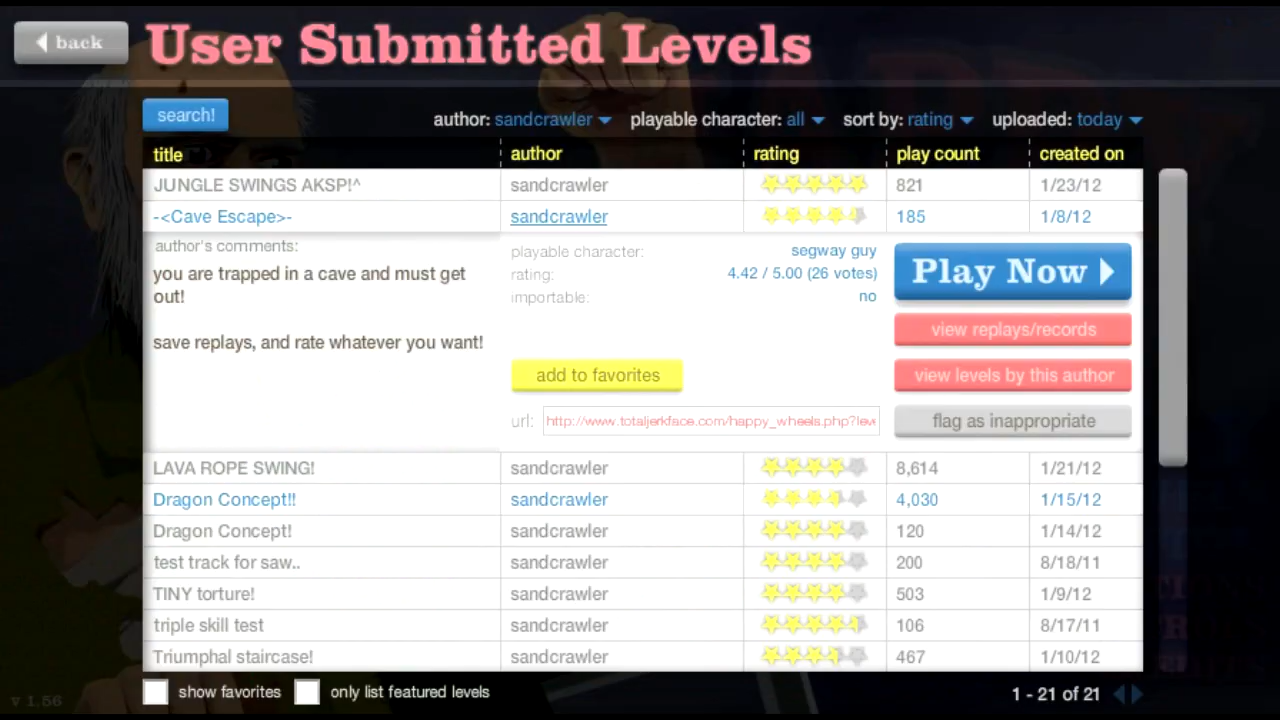 back
User Submitted Levels
search!
author: sandcrawler playable character: all sort by: rating uploaded: today
title author rating play count created on
JUNGLE SWINGS AKSP!^ sandcrawler 821 1/23/12
-<Cave Escape>- sandcrawler 185 1/8/12
author's comments:
you are trapped in a cave and must get
out!
save replays, and rate whatever you want!
playable character: segway guy
rating: 4.42 / 5.00 (26 votes)
importable: no
add to favorites
url: http://www.totaljerkface.com/happy_wheels.php?lev
Play Now
view replays/records
view levels by this author
flag as inappropriate
LAVA ROPE SWING! sandcrawler 8,614 1/21/12
Dragon Concept!! sandcrawler 4,030 1/15/12
Dragon Concept! sandcrawler 120 1/14/12
test track for saw.. sandcrawler 200 8/18/11
TINY torture! sandcrawler 503 1/9/12
triple skill test sandcrawler 106 8/17/11
Triumphal staircase! sandcrawler 467 1/10/12
show favorites only list featured levels 1 - 21 of 21
v 1.56